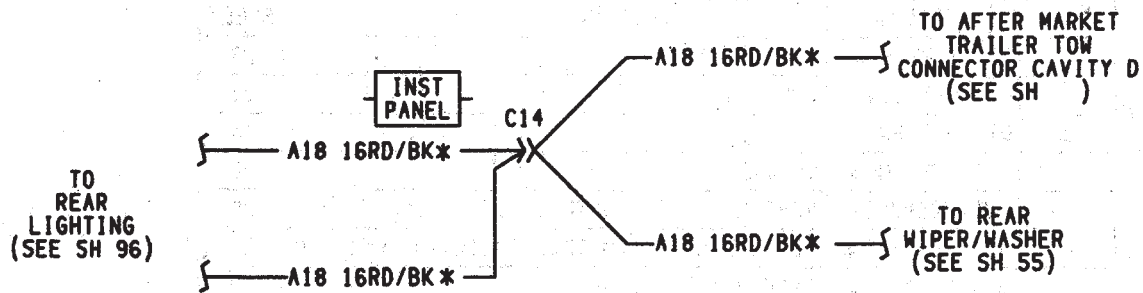 TO AFTER MARKET
TRAILER TOW
CONNECTOR CAVITY D
(SEE SH    )
A18 16RD/BK*
INST
PANEL
C14
A18 16RD/BK*
TO
REAR
LIGHTING
(SEE SH 96)
A18 16RD/BK*
TO REAR
WIPER/WASHER
(SEE SH 55)
A18 16RD/BK*